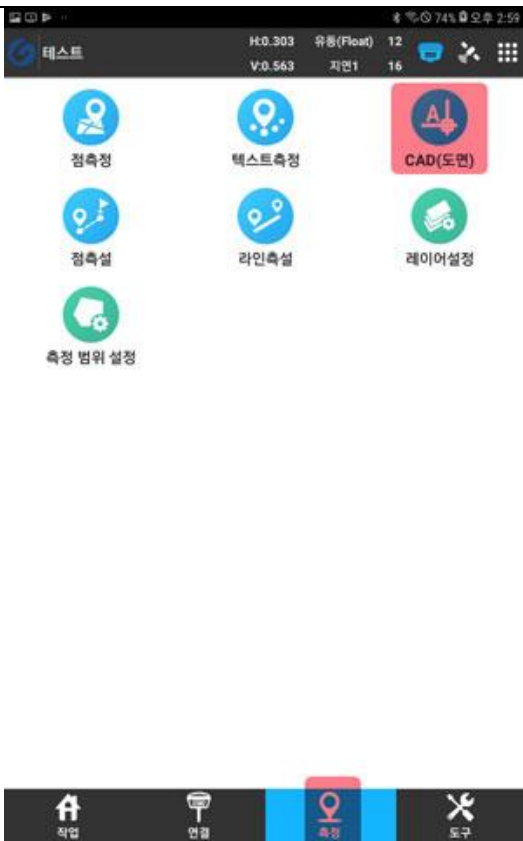 74% 오후 2:59
테스트
H:0.303 유동(Float) 12
V:0.563 지연1 16
점측정
텍스트측정
CAD(도면)
점측설
라인측설
레이어설정
측정 범위 설정
작업
연결
측정
도구